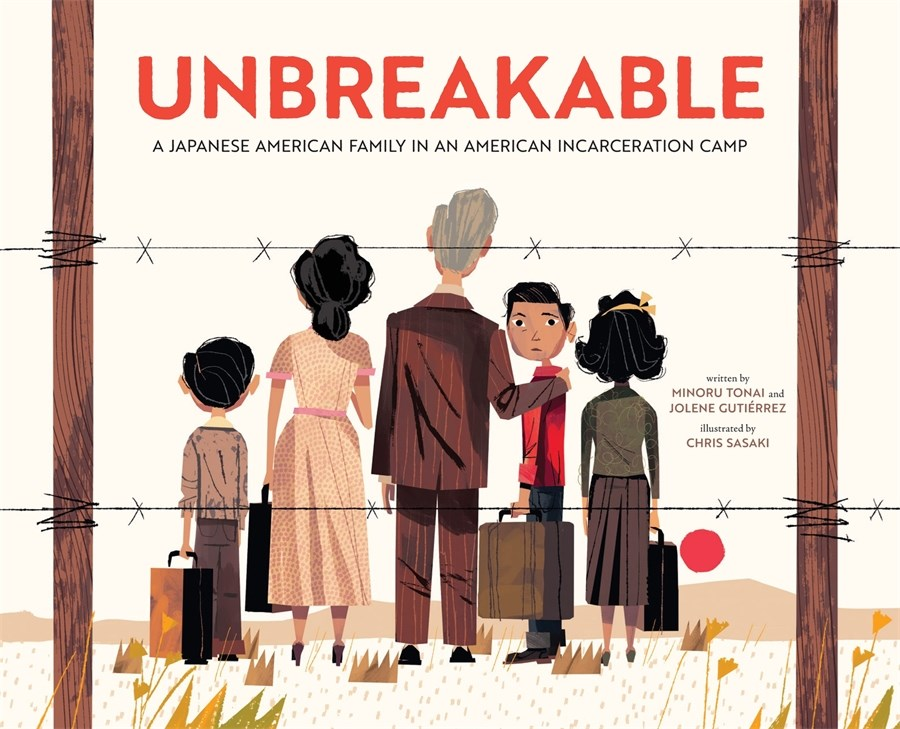 UNBREAKABLE
A JAPANESE AMERICAN FAMILY IN AN AMERICAN INCARCERATION CAMP
written by
MINORU TONAI and
JOLENE GUTIÉRREZ
illustrated by
CHRIS SASAKI